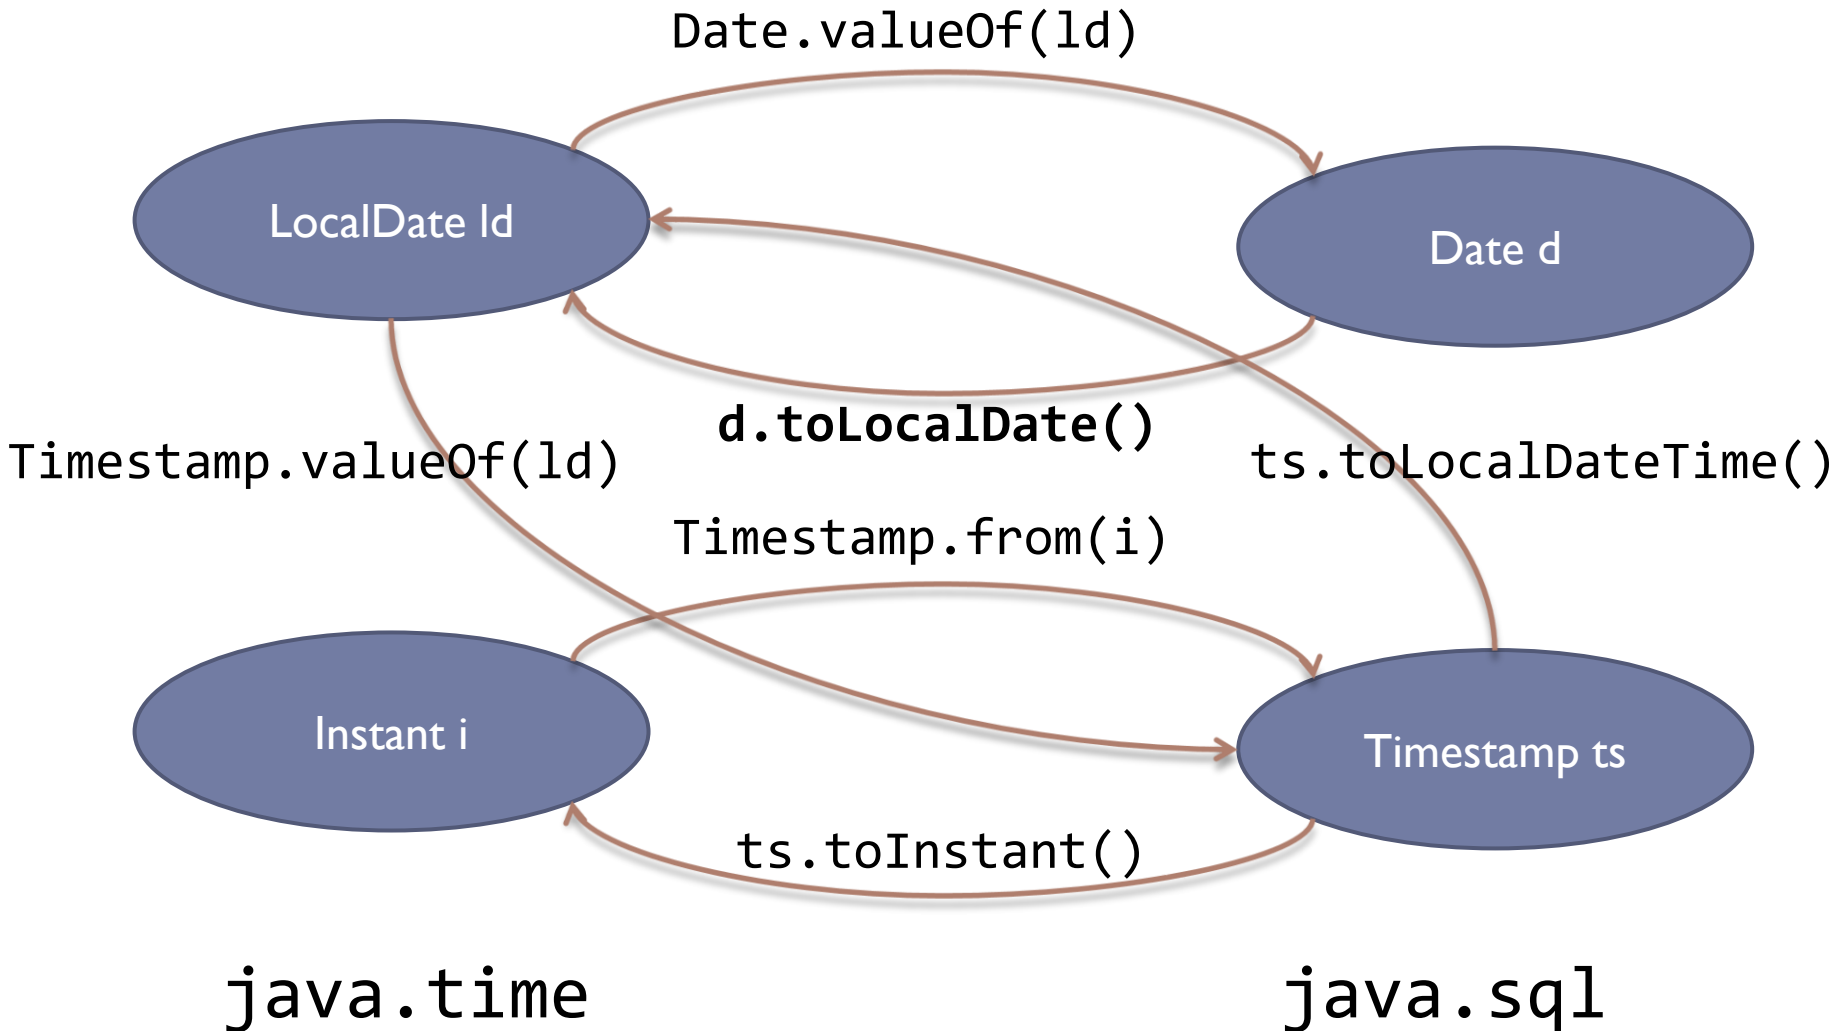 Date.valueOf(ld)
LocalDate ld
Date d
d.toLocalDate()
Timestamp.valueOf(ld)
ts.toLocalDateTime()
Timestamp.from(i)
Instant i
Timestamp ts
ts.toInstant()
java.time
java.sql